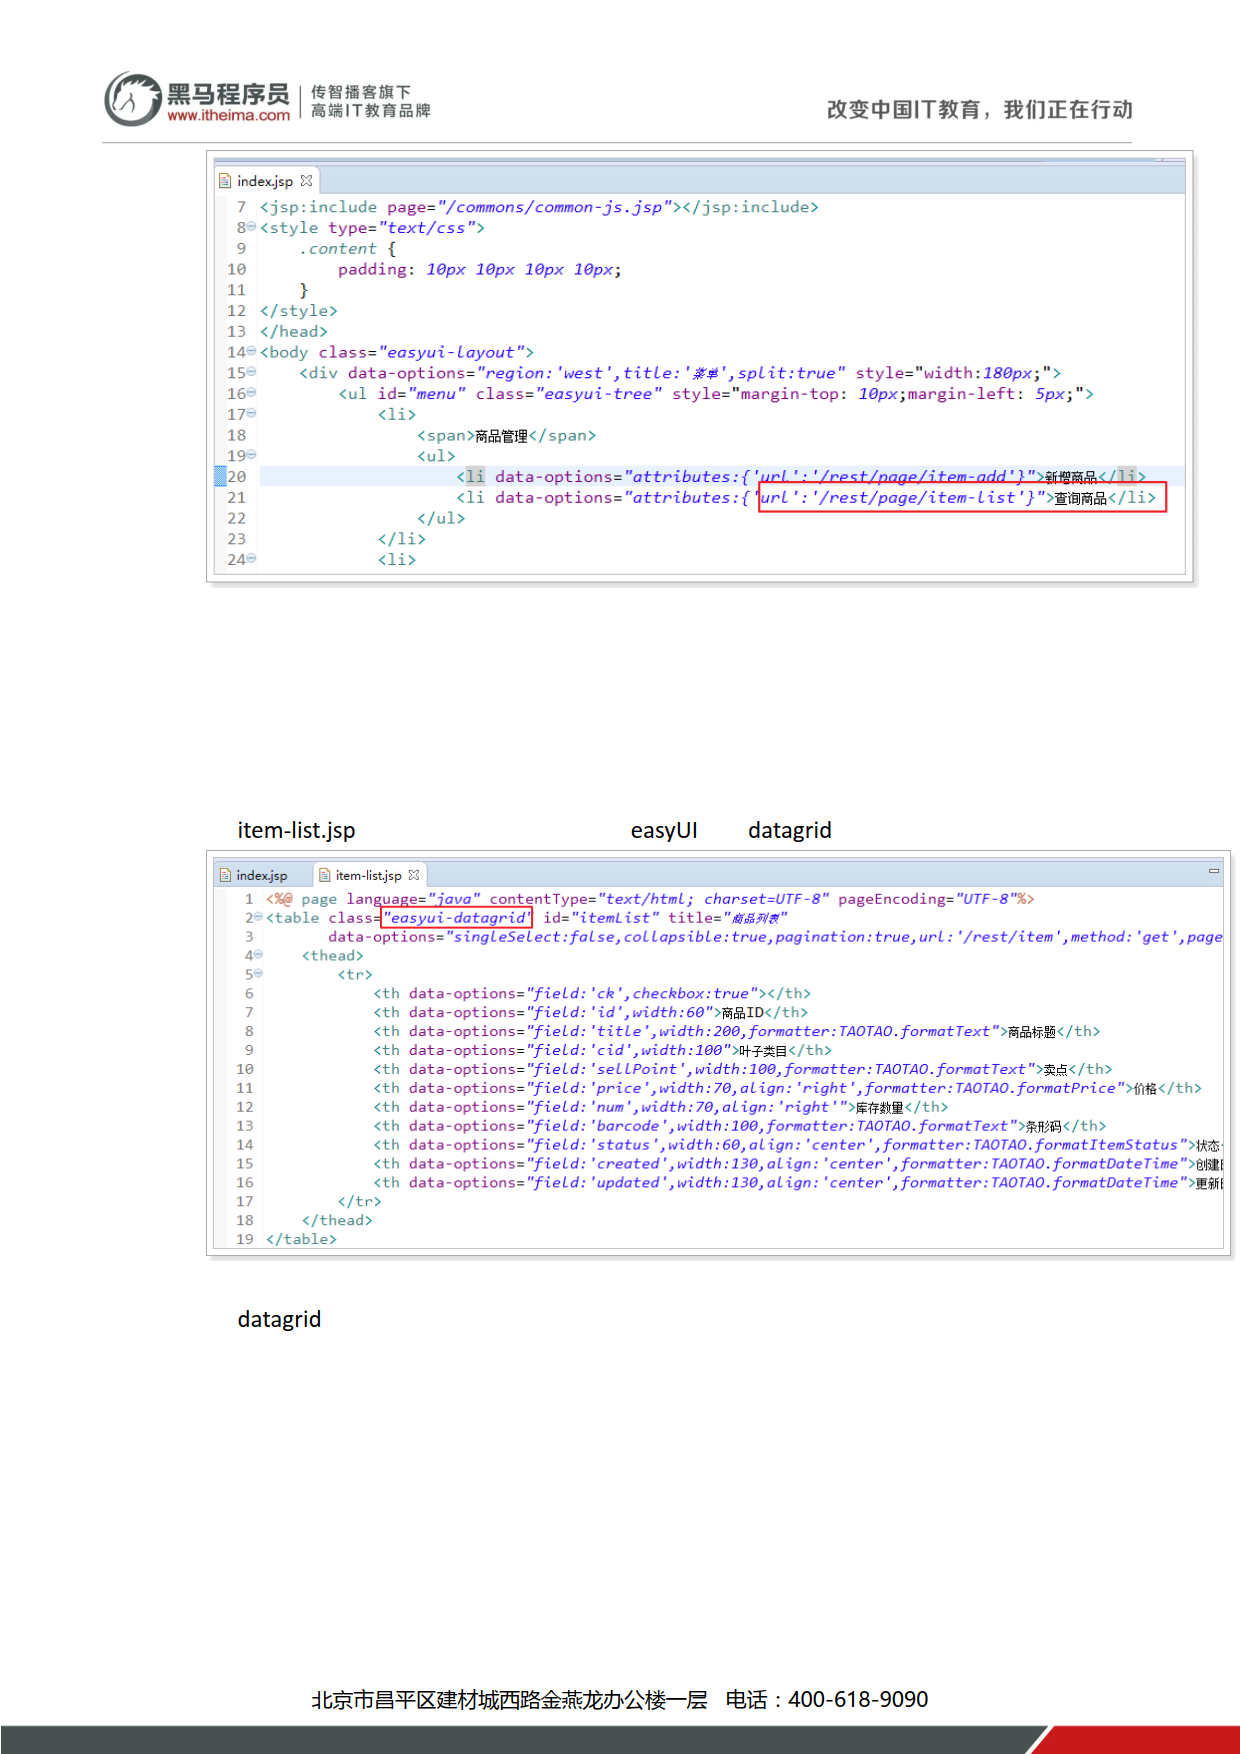 黑马程序员
www.itheima.com
传智播客旗下
高端IT教育品牌
改变中国IT教育，我们正在行动
index.jsp
7 <jsp:include page="/commons/common-js.jsp"></jsp:include>
8 <style type="text/css">
9 .content {
10 padding: 10px 10px 10px 10px;
11 }
12 </style>
13 </head>
14 <body class="easyui-layout">
15 <div data-options="region:'west',title:'菜单',split:true" style="width:180px;">
16 <ul id="menu" class="easyui-tree" style="margin-top: 10px;margin-left: 5px;">
17 <li>
18 <span>商品管理</span>
19 <ul>
20 <li data-options="attributes:{'url':'/rest/page/item-add'}">新增商品</li>
21 <li data-options="attributes:{'url':'/rest/page/item-list'}">查询商品</li>
22 </ul>
23 </li>
24 <li>
item-list.jsp easyUI datagrid
index.jsp item-list.jsp
1 <%@ page language="java" contentType="text/html; charset=UTF-8" pageEncoding="UTF-8"%>
2 <table class="easyui-datagrid" id="itemList" title="商品列表"
3 data-options="singleSelect:false,collapsible:true,pagination:true,url:'/rest/item',method:'get',page
4 <thead>
5 <tr>
6 <th data-options="field:'ck',checkbox:true"></th>
7 <th data-options="field:'id',width:60">商品ID</th>
8 <th data-options="field:'title',width:200,formatter:TAOTAO.formatText">商品标题</th>
9 <th data-options="field:'cid',width:100">叶子类目</th>
10 <th data-options="field:'sellPoint',width:100,formatter:TAOTAO.formatText">卖点</th>
11 <th data-options="field:'price',width:70,align:'right',formatter:TAOTAO.formatPrice">价格</th>
12 <th data-options="field:'num',width:70,align:'right'">库存数量</th>
13 <th data-options="field:'barcode',width:100,formatter:TAOTAO.formatText">条形码</th>
14 <th data-options="field:'status',width:60,align:'center',formatter:TAOTAO.formatItemStatus">状态
15 <th data-options="field:'created',width:130,align:'center',formatter:TAOTAO.formatDateTime">创建
16 <th data-options="field:'updated',width:130,align:'center',formatter:TAOTAO.formatDateTime">更新
17 </tr>
18 </thead>
19 </table>
datagrid
北京市昌平区建材城西路金燕龙办公楼一层 电话：400-618-9090